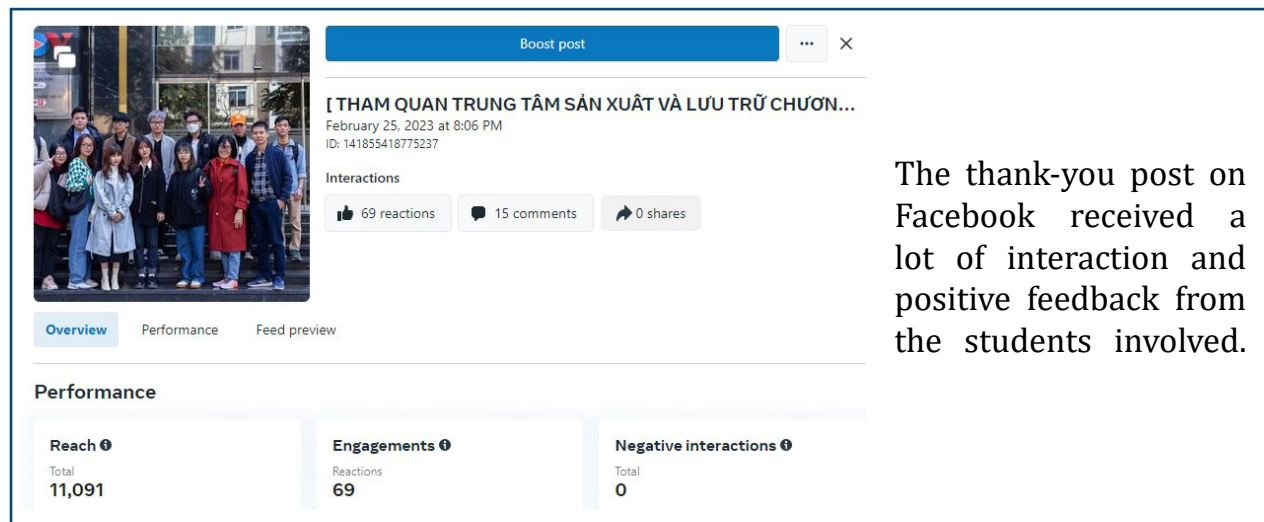 Boost post
[ THAM QUAN TRUNG TÂM SẢN XUẤT VÀ LƯU TRỮ CHƯƠN...
February 25, 2023 at 8:06 PM
ID: 141855418775237
Interactions
69 reactions
15 comments
0 shares
Overview
Performance
Feed preview
Performance
Reach
Total
11,091
Engagements
Reactions
69
Negative interactions
Total
0
The thank-you post on
Facebook received a
lot of interaction and
positive feedback from
the students involved.